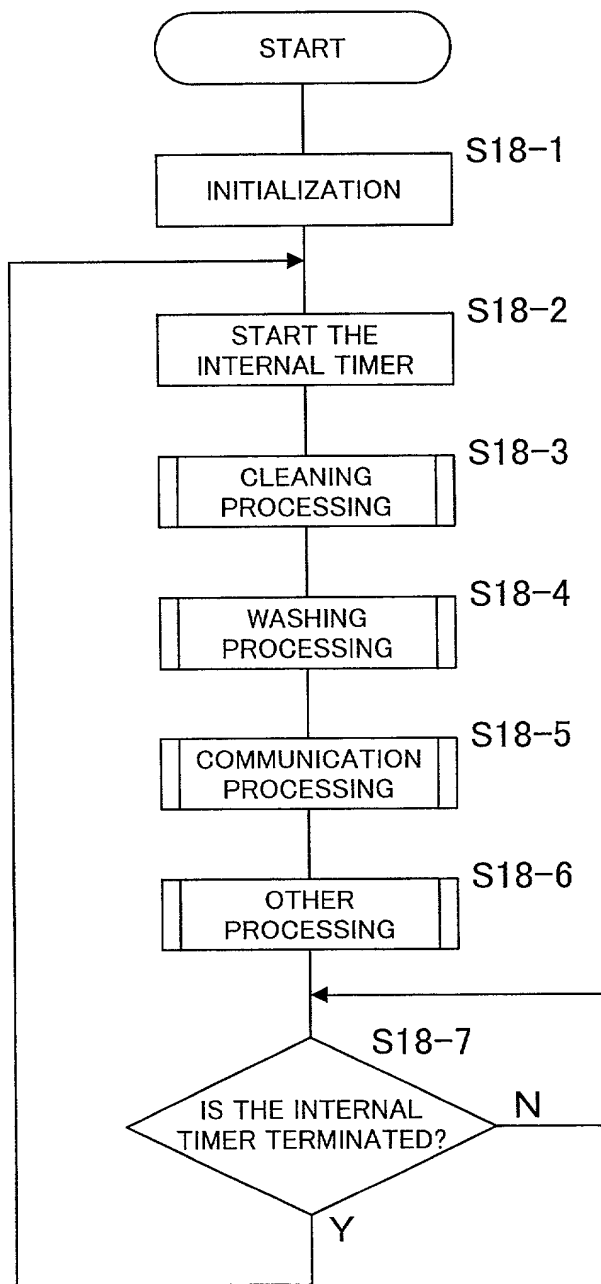 START
S18-1
INITIALIZATION
S18-2
START THE
INTERNAL TIMER
S18-3
CLEANING
PROCESSING
S18-4
WASHING
PROCESSING
S18-5
COMMUNICATION
PROCESSING
S18-6
OTHER
PROCESSING
S18-7
IS THE INTERNAL
TIMER TERMINATED?
N
Y